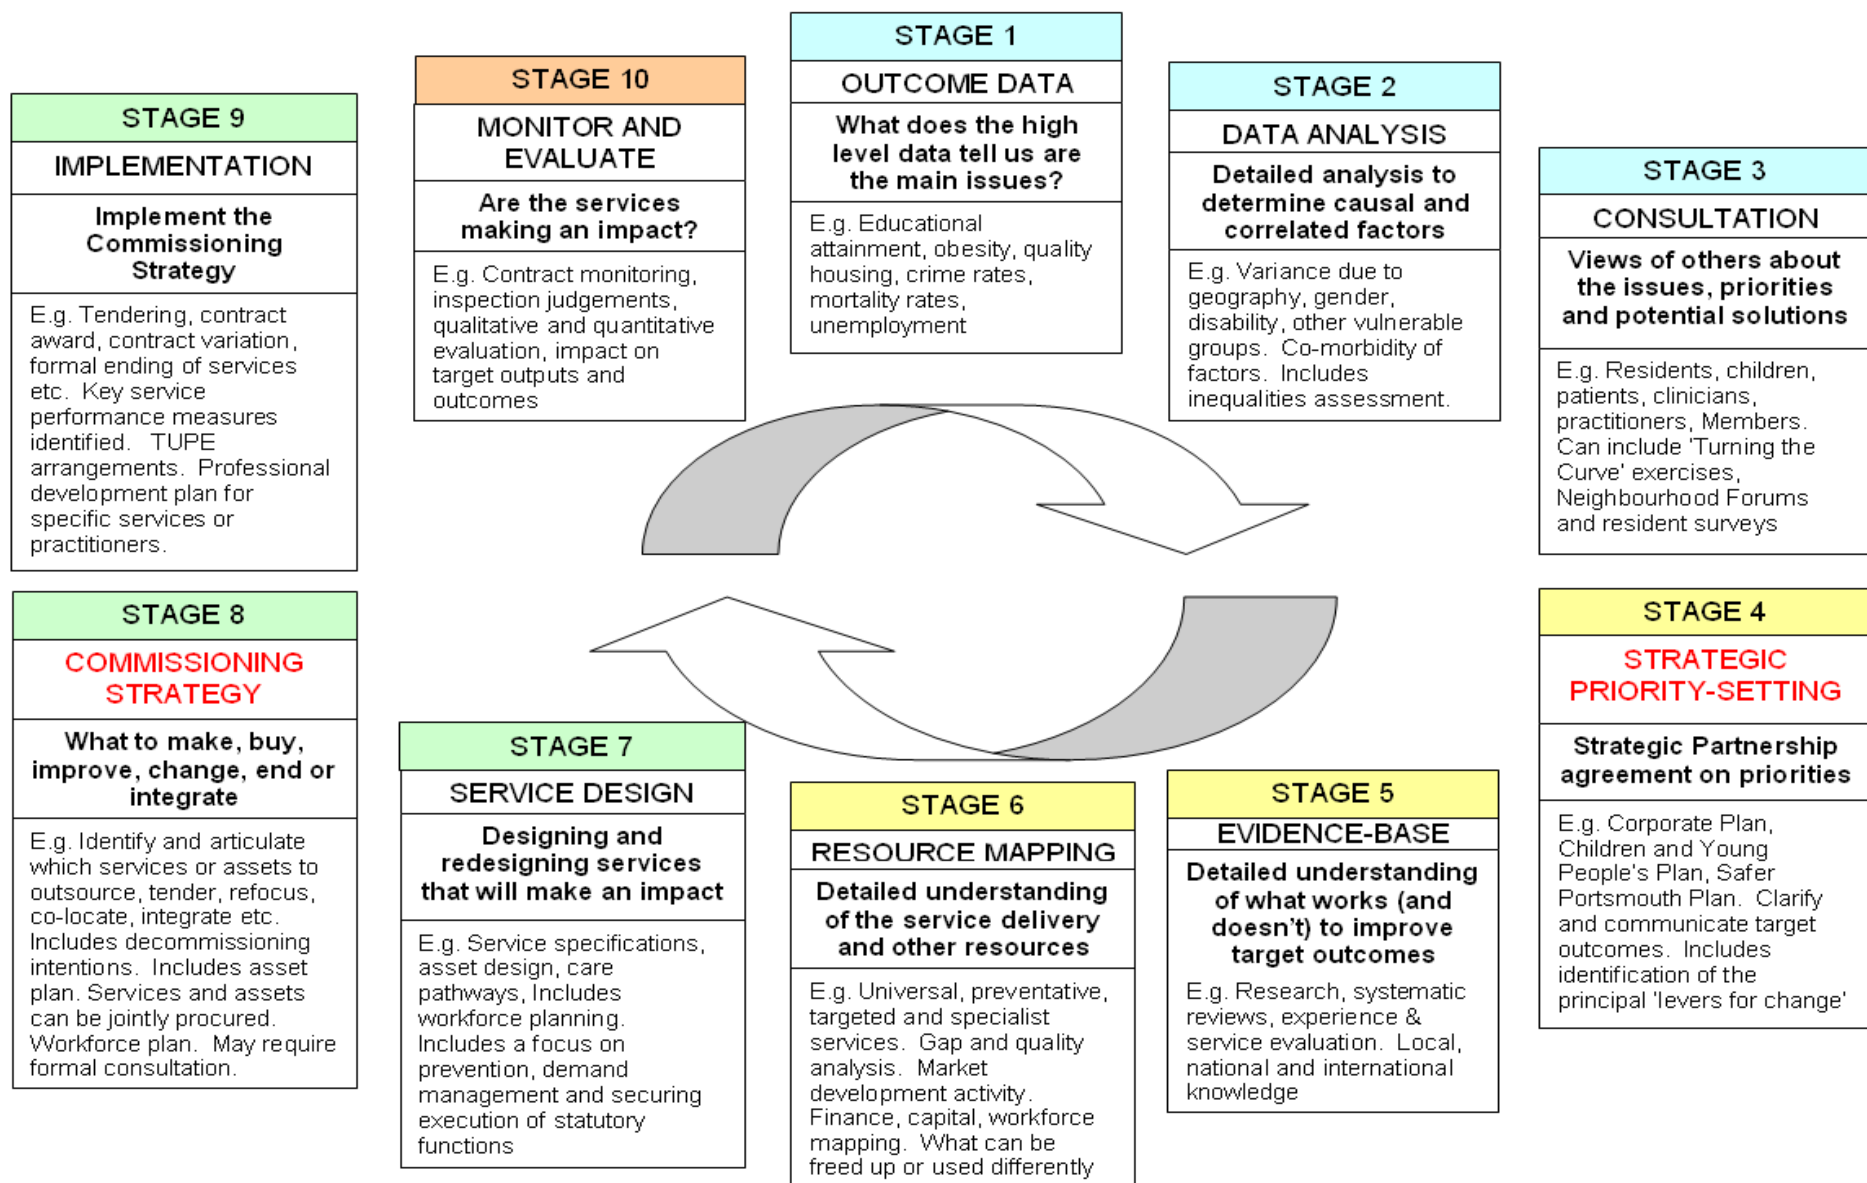 STAGE 1
OUTCOME DATA
What does the high
level data tell us are
the main issues?
E.g. Educational
attainment, obesity, quality
housing, crime rates,
mortality rates,
unemployment
STAGE 2
DATA ANALYSIS
Detailed analysis to
determine causal and
correlated factors
E.g. Variance due to
geography, gender,
disability, other vulnerable
groups.  Co-morbidity of
factors.  Includes
inequalities assessment.
STAGE 3
CONSULTATION
Views of others about
the issues, priorities
and potential solutions
E.g. Residents, children,
patients, clinicians,
practitioners, Members.
Can include 'Turning the
Curve' exercises,
Neighbourhood Forums
and resident surveys
STAGE 4
STRATEGIC
PRIORITY-SETTING
Strategic Partnership
agreement on priorities
E.g. Corporate Plan,
Children and Young
People's Plan, Safer
Portsmouth Plan.  Clarify
and communicate target
outcomes.  Includes
identification of the
principal 'levers for change'
STAGE 5
EVIDENCE-BASE
Detailed understanding
of what works (and
doesn't) to improve
target outcomes
E.g. Research, systematic
reviews, experience &
service evaluation.  Local,
national and international
knowledge
STAGE 6
RESOURCE MAPPING
Detailed understanding
of the service delivery
and other resources
E.g. Universal, preventative,
targeted and specialist
services.  Gap and quality
analysis.  Market
development activity.
Finance, capital, workforce
mapping.  What can be
freed up or used differently
STAGE 7
SERVICE DESIGN
Designing and
redesigning services
that will make an impact
E.g. Service specifications,
asset design, care
pathways, Includes
workforce planning.
Includes a focus on
prevention, demand
management and securing
execution of statutory
functions
STAGE 8
COMMISSIONING
STRATEGY
What to make, buy,
improve, change, end or
integrate
E.g. Identify and articulate
which services or assets to
outsource, tender, refocus,
co-locate, integrate etc.
Includes decommissioning
intentions.  Includes asset
plan. Services and assets
can be jointly procured.
Workforce plan.  May require
formal consultation.
STAGE 9
IMPLEMENTATION
Implement the
Commissioning
Strategy
E.g. Tendering, contract
award, contract variation,
formal ending of services
etc.  Key service
performance measures
identified.  TUPE
arrangements.  Professional
development plan for
specific services or
practitioners.
STAGE 10
MONITOR AND
EVALUATE
Are the services
making an impact?
E.g. Contract monitoring,
inspection judgements,
qualitative and quantitative
evaluation, impact on
target outputs and
outcomes